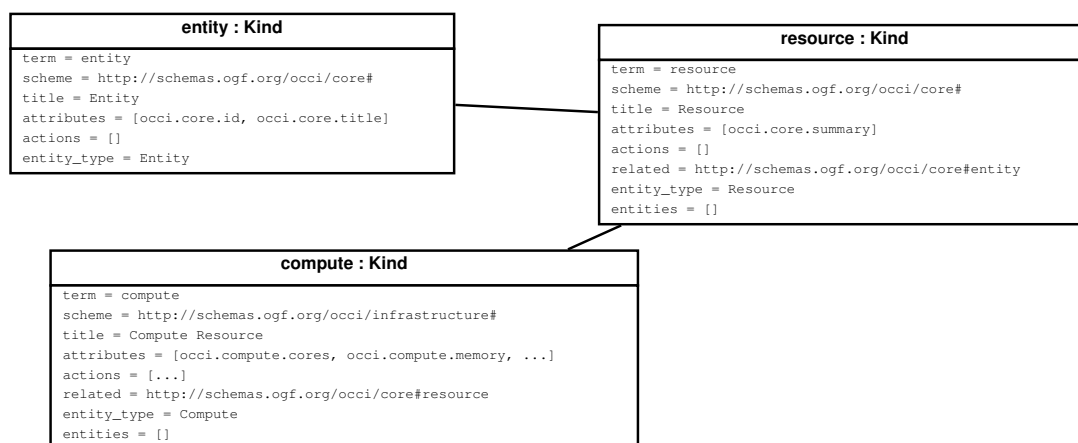 entity : Kind
term = entity
scheme = http://schemas.ogf.org/occi/core#
title = Entity
attributes = [occi.core.id, occi.core.title]
actions = []
entity_type = Entity
resource : Kind
term = resource
scheme = http://schemas.ogf.org/occi/core#
title = Resource
attributes = [occi.core.summary]
actions = []
related = http://schemas.ogf.org/occi/core#entity
entity_type = Resource
entities = []
compute : Kind
term = compute
scheme = http://schemas.ogf.org/occi/infrastructure#
title = Compute Resource
attributes = [occi.compute.cores, occi.compute.memory, ...]
actions = [...]
related = http://schemas.ogf.org/occi/core#resource
entity_type = Compute
entities = []